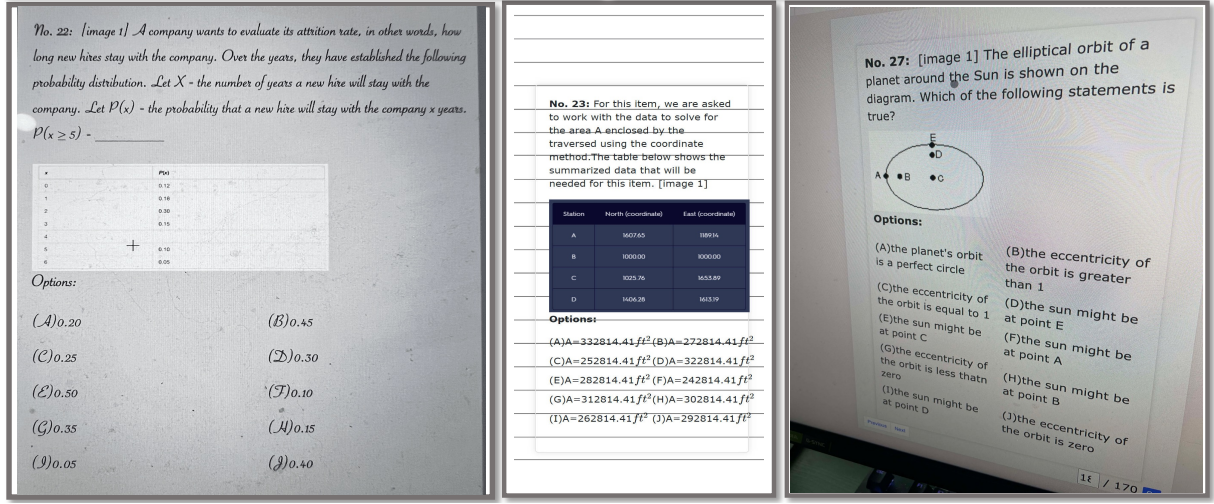 No. 22: [image 1] A company wants to evaluate its attrition rate, in other words, how
long new hires stay with the company. Over the years, they have established the following
probability distribution. Let X - the number of years a new hire will stay with the
company. Let P(x) - the probability that a new hire will stay with the company x years.
P(x ≥ 5) - ________
x P(x)
0 0.12
1 0.18
2 0.30
3 0.15
4
5 0.10
6 0.05
Options:
(A)0.20 (B)0.45
(C)0.25 (D)0.30
(E)0.50 (F)0.10
(G)0.35 (H)0.15
(I)0.05 (J)0.40
No. 23: For this item, we are asked
to work with the data to solve for
the area A enclosed by the
traversed using the coordinate
method.The table below shows the
summarized data that will be
needed for this item. [image 1]
Station North (coordinate) East (coordinate)
A 1607.65 1189.14
B 1000.00 1000.00
C 1025.76 1653.89
D 1406.28 1613.19
Options:
(A)A=332814.41ft² (B)A=272814.41ft²
(C)A=252814.41ft² (D)A=322814.41ft²
(E)A=282814.41ft² (F)A=242814.41ft²
(G)A=312814.41ft² (H)A=302814.41ft²
(I)A=262814.41ft² (J)A=292814.41ft²
No. 27: [image 1] The elliptical orbit of a
planet around the Sun is shown on the
diagram. Which of the following statements is
true?
E
D
A B C
Options:
(A)the planet's orbit
is a perfect circle
(B)the eccentricity of
the orbit is greater
than 1
(C)the eccentricity of
the orbit is equal to 1
(D)the sun might be
at point E
(E)the sun might be
at point C
(F)the sun might be
at point A
(G)the eccentricity of
the orbit is less thatn
zero
(H)the sun might be
at point B
(I)the sun might be
at point D
(J)the eccentricity of
the orbit is zero
Previous Next
/ 170